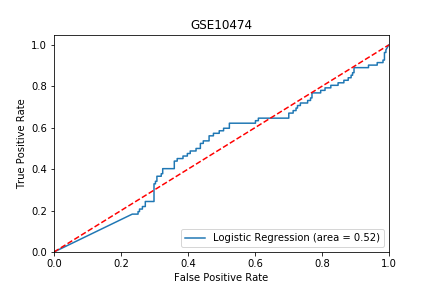 GSE10474
True Positive Rate
1.0
0.8
0.6
0.4
0.2
0.0
Logistic Regression (area = 0.52)
0.0 0.2 0.4 0.6 0.8 1.0
False Positive Rate